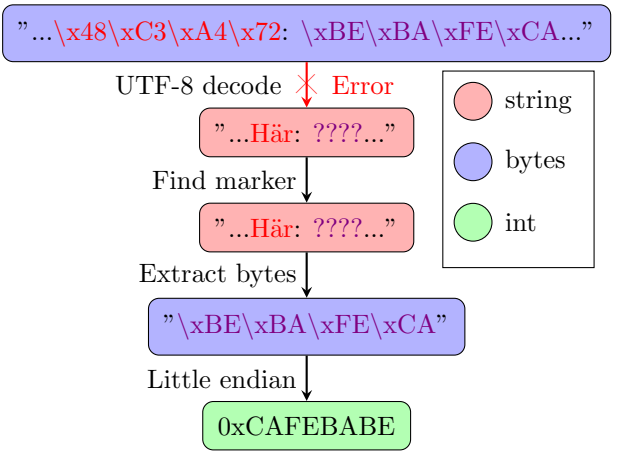 "...\x48\xC3\xA4\x72: \xBE\xBA\xFE\xCA..."
UTF-8 decode Error
"...Här: ????..."
Find marker
"...Här: ????..."
Extract bytes
"\xBE\xBA\xFE\xCA"
Little endian
0xCAFEBABE
string
bytes
int